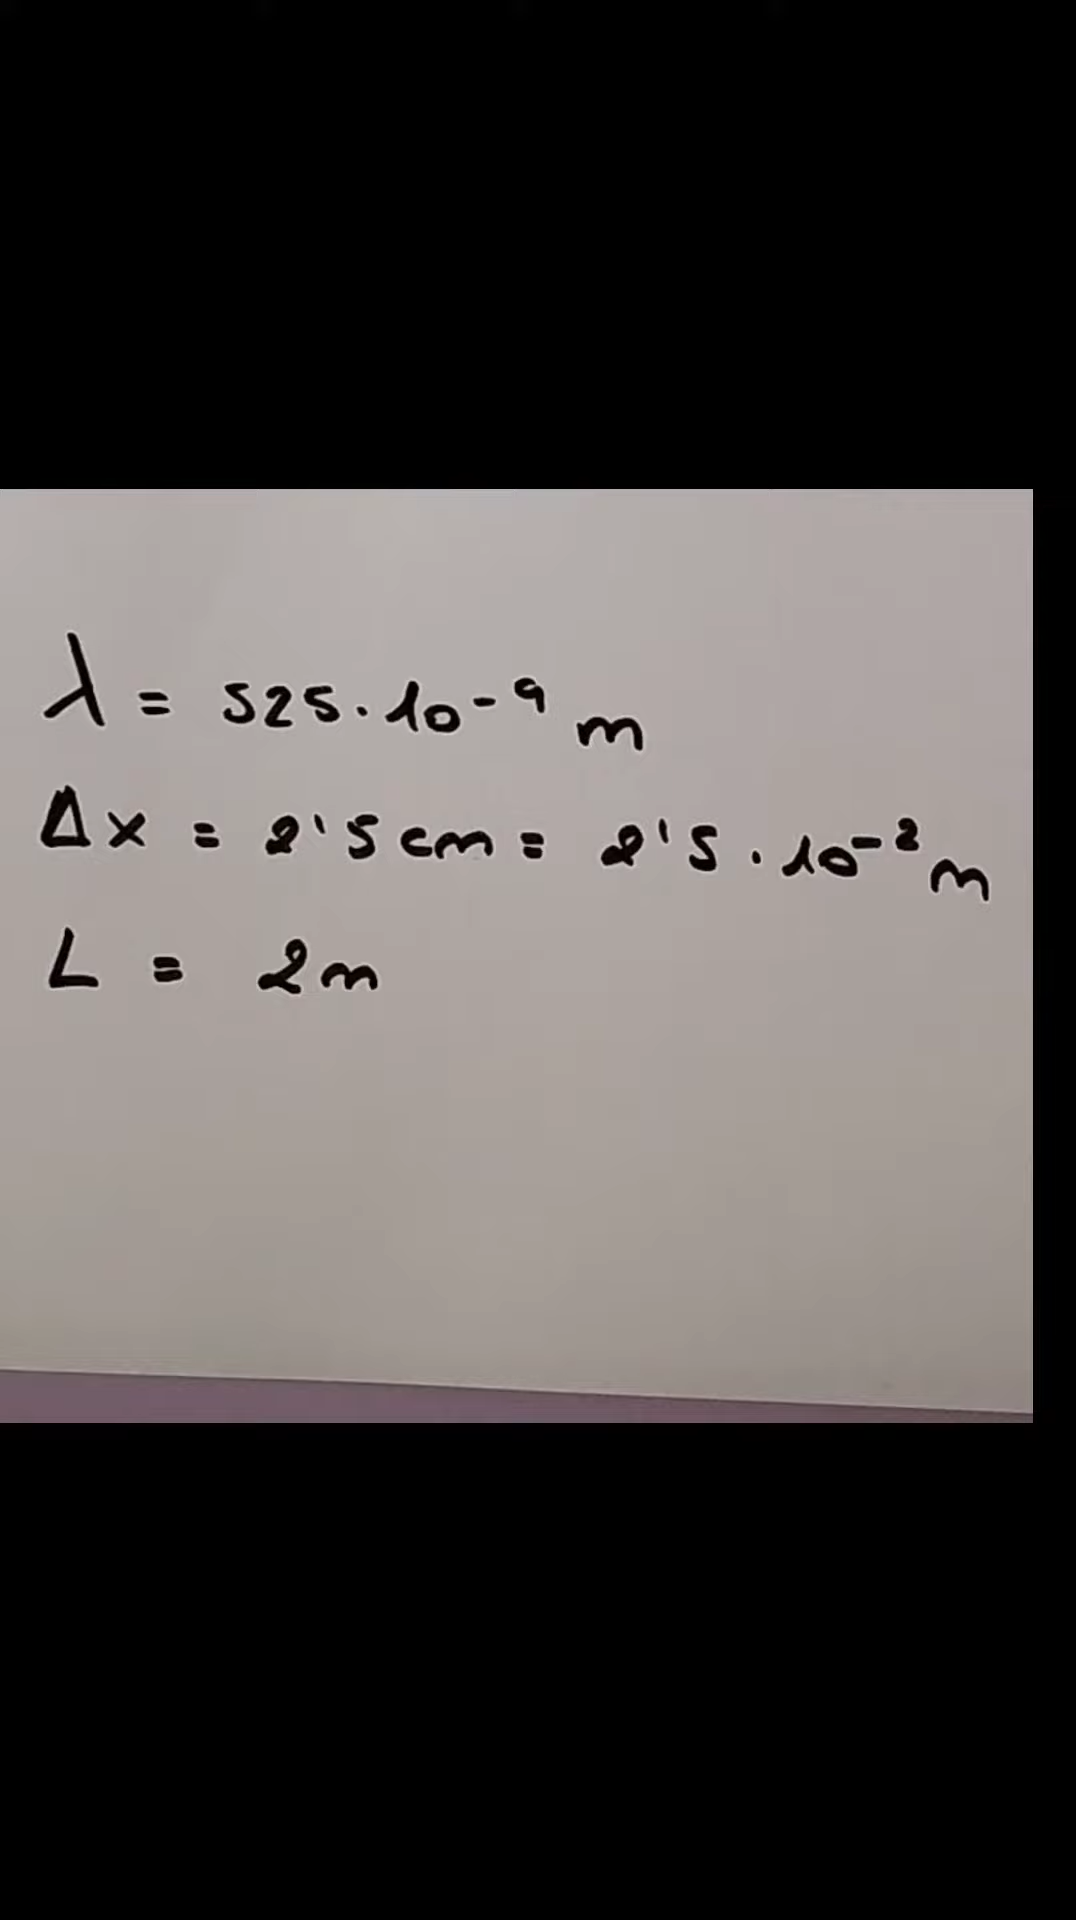 λ = 525·10⁻⁹ m
Δx = 2'5 cm = 2'5·10⁻² m
L = 2m